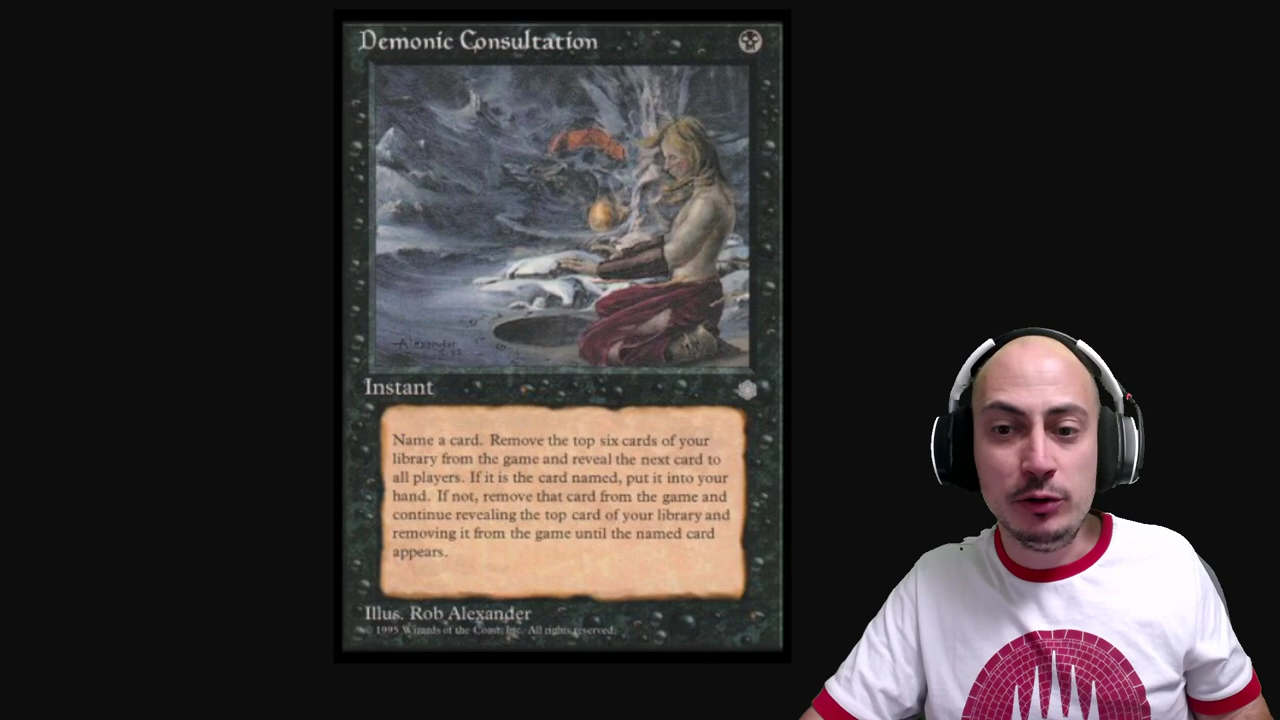 Demonic Consultation
Alexander
Instant
Name a card. Remove the top six cards of your
library from the game and reveal the next card to
all players. If it is the card named, put it into your
hand. If not, remove that card from the game and
continue revealing the top card of your library and
removing it from the game until the named card
appears.
Illus. Rob Alexander
© 1995 Wizards of the Coast, Inc. All rights reserved.